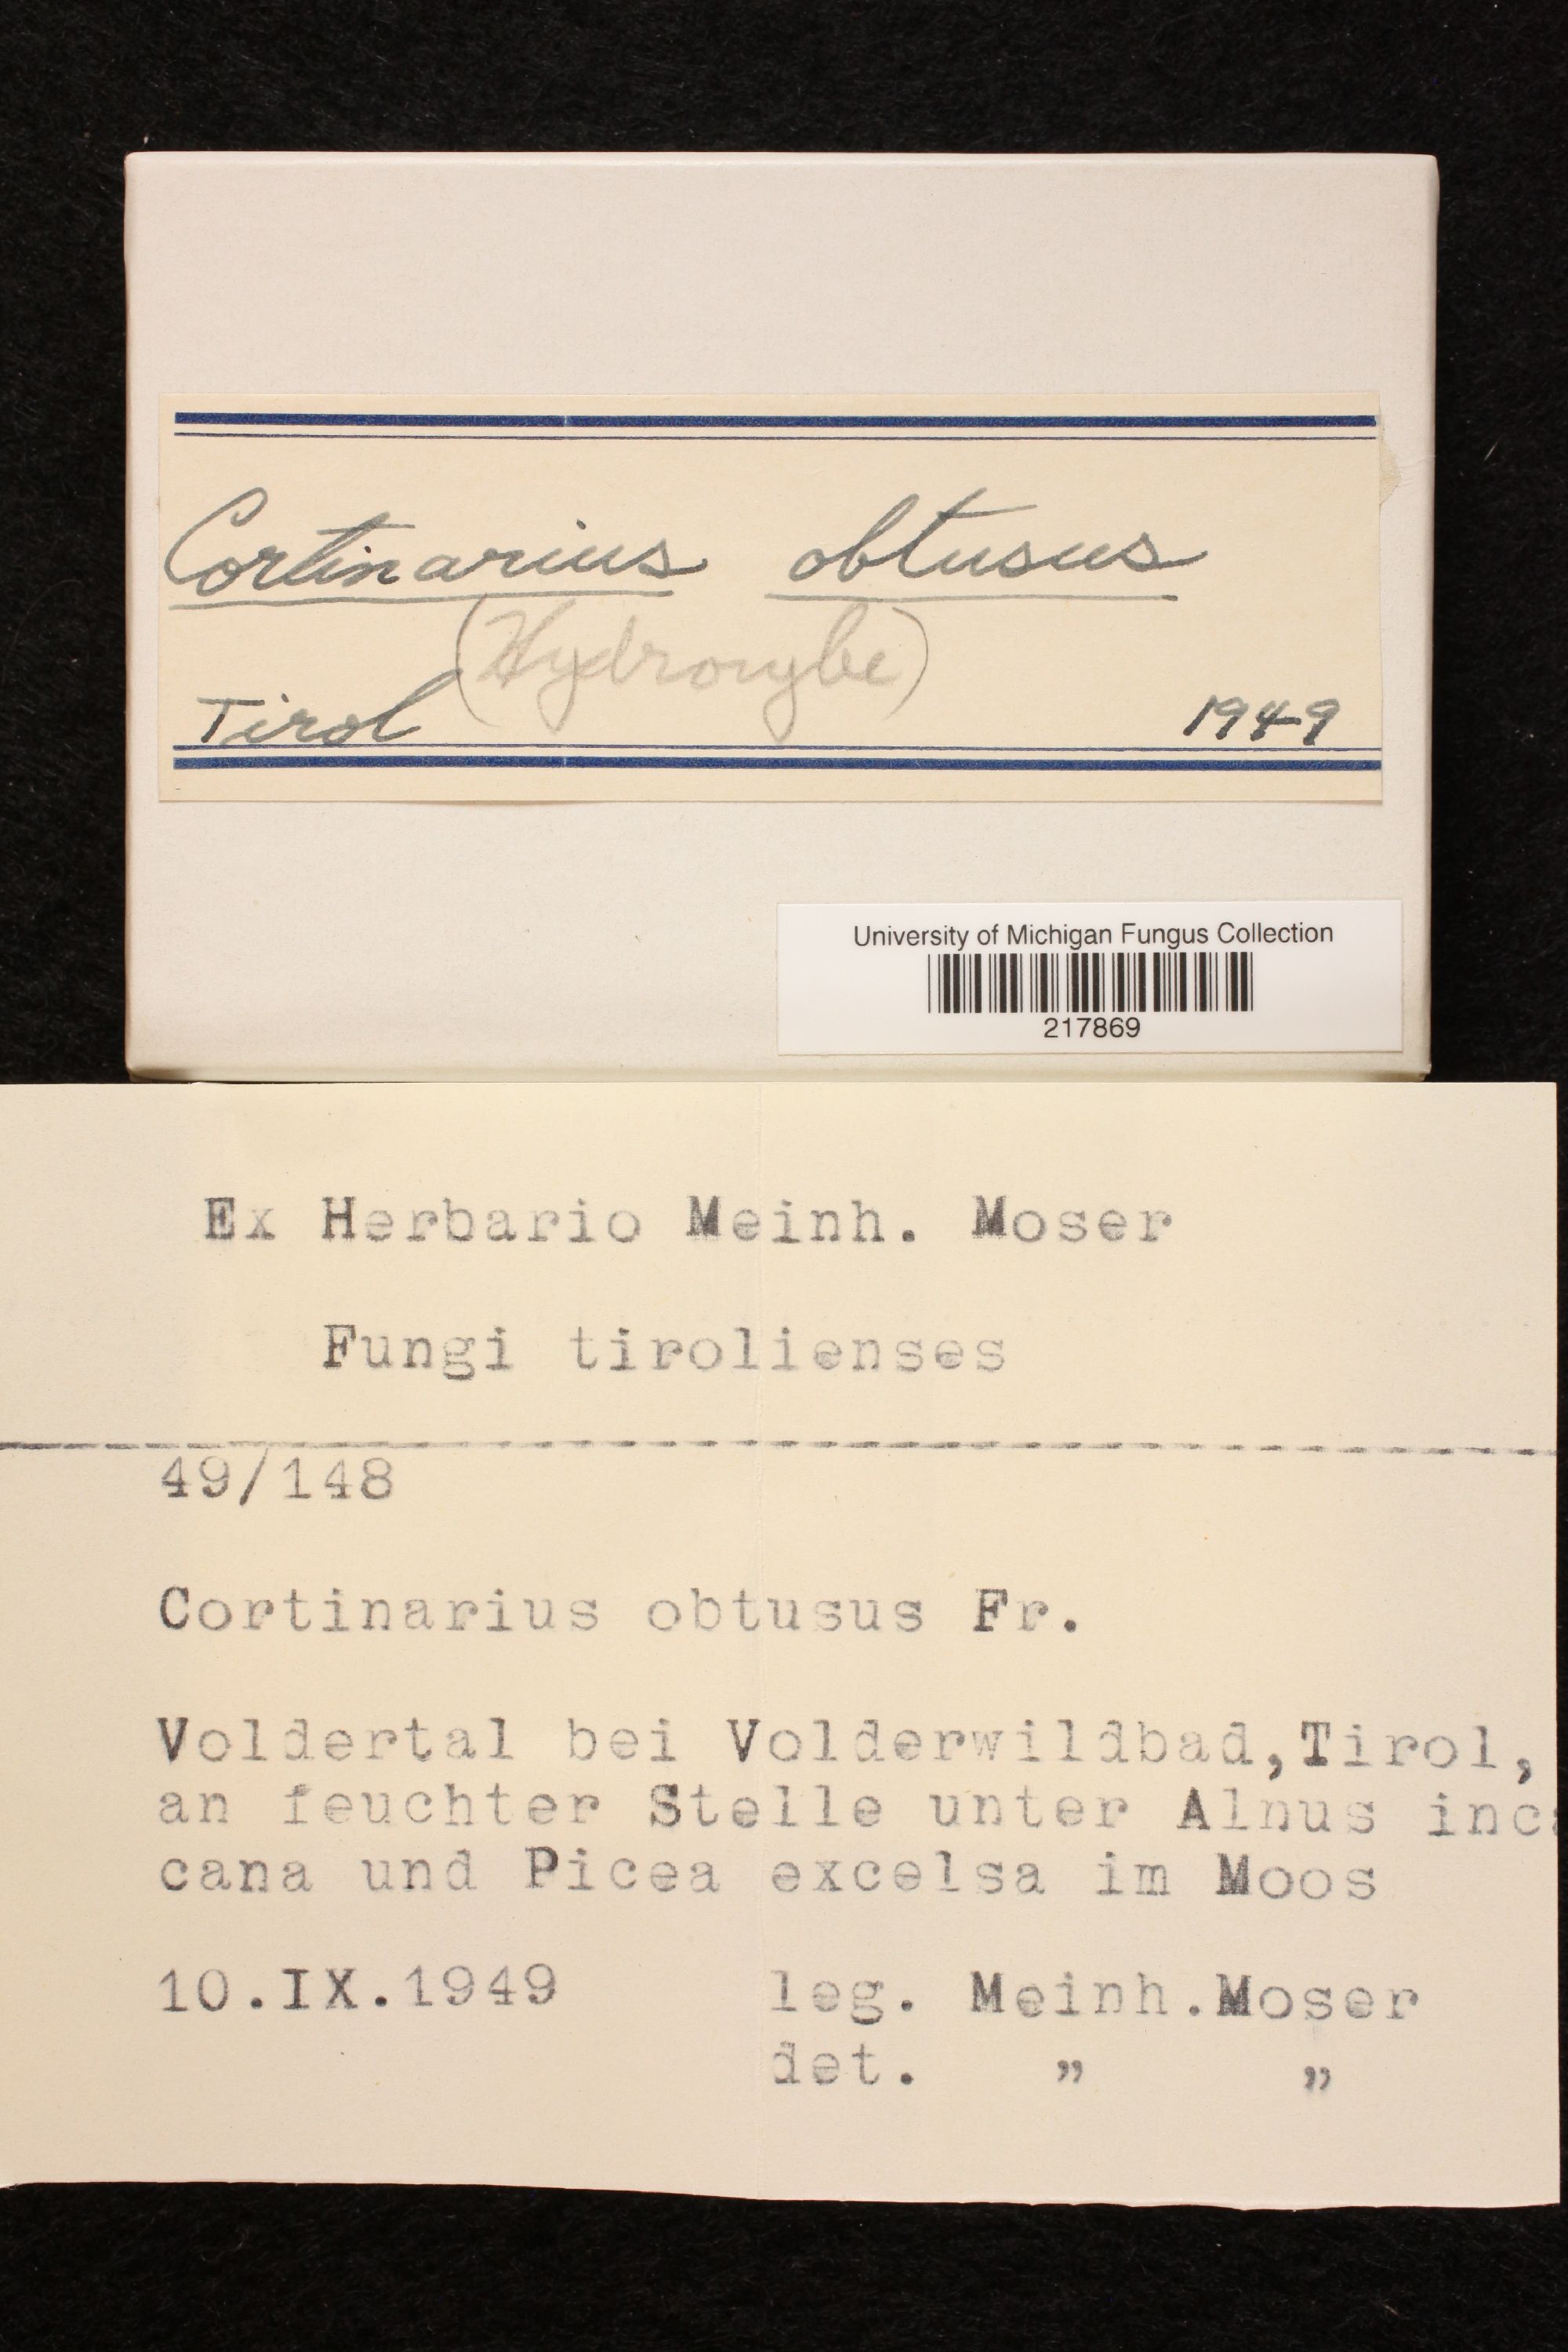 Cortinarius obtusus
(Hydrocybe)
Tirol 1949
University of Michigan Fungus Collection
217869
Ex Herbario Meinh. Moser
Fungi tirolienses
49/148
Cortinarius obtusus Fr.
Voldertal bei Volderwildbad,Tirol,
an feuchter Stelle unter Alnus inca
cana und Picea excelsa im Moos
10.IX.1949 leg. Meinh.Moser
det. " "